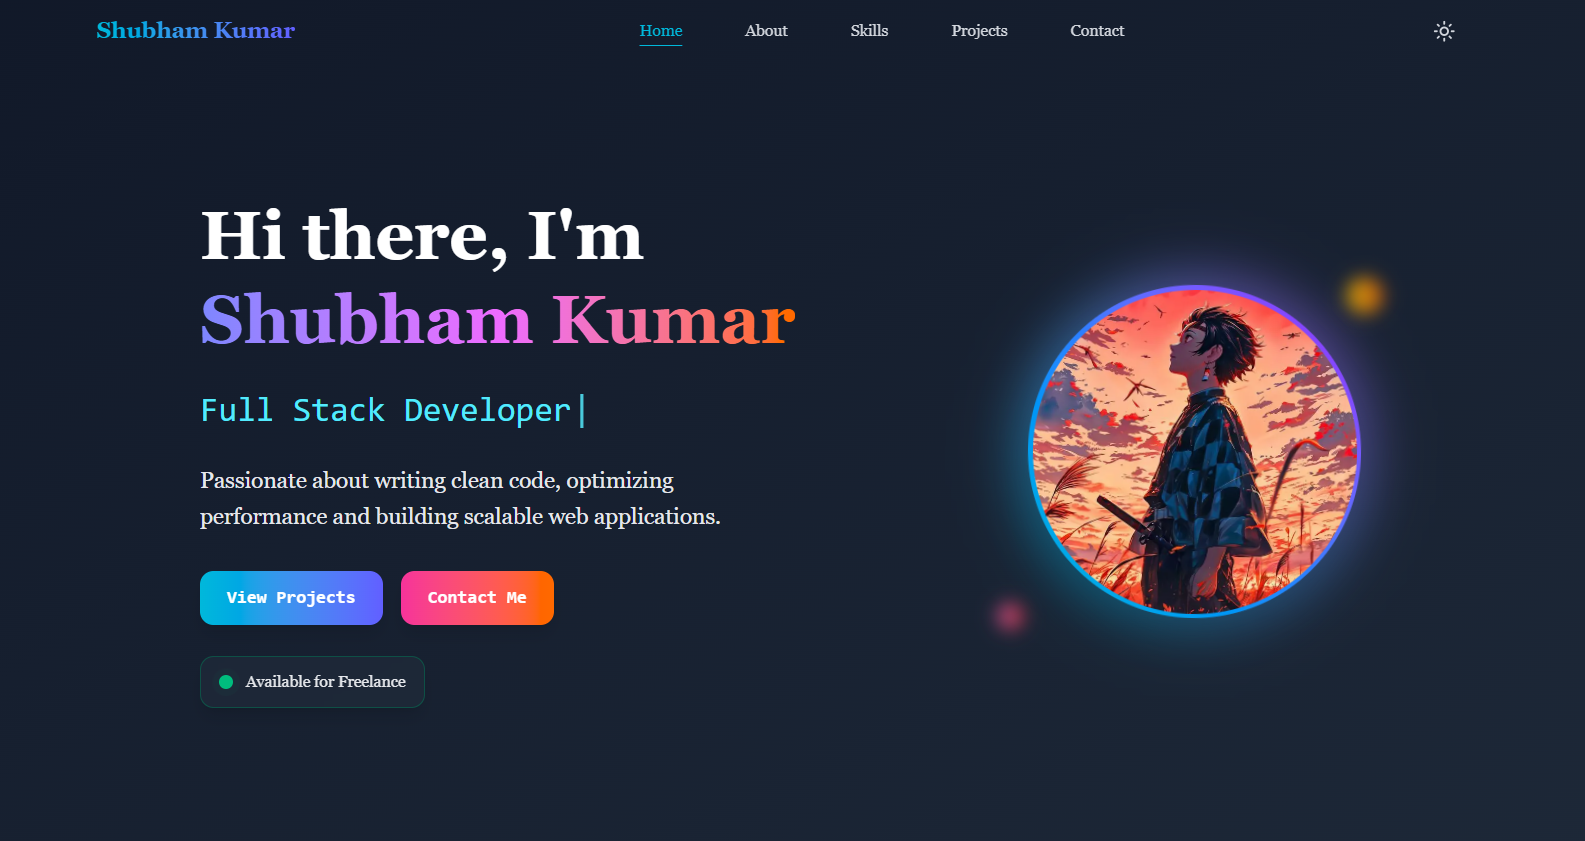 Shubham Kumar
Home
About
Skills
Projects
Contact
Hi there, I'm
Shubham Kumar
Full Stack Developer|
Passionate about writing clean code, optimizing
performance and building scalable web applications.
View Projects
Contact Me
Available for Freelance